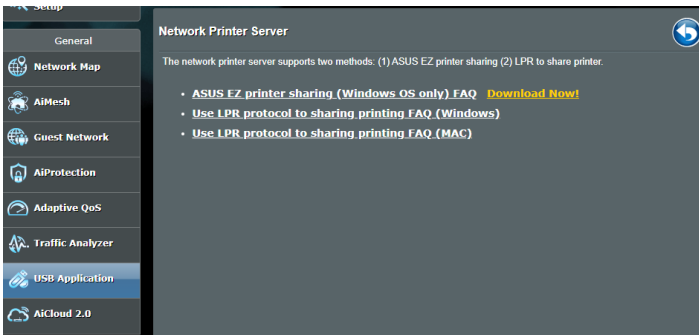 Setup
General
Network Map
AiMesh
Guest Network
AiProtection
Adaptive QoS
Traffic Analyzer
USB Application
AiCloud 2.0
Network Printer Server
The network printer server supports two methods: (1) ASUS EZ printer sharing (2) LPR to share printer.
ASUS EZ printer sharing (Windows OS only) FAQ Download Now!
Use LPR protocol to sharing printing FAQ (Windows)
Use LPR protocol to sharing printing FAQ (MAC)